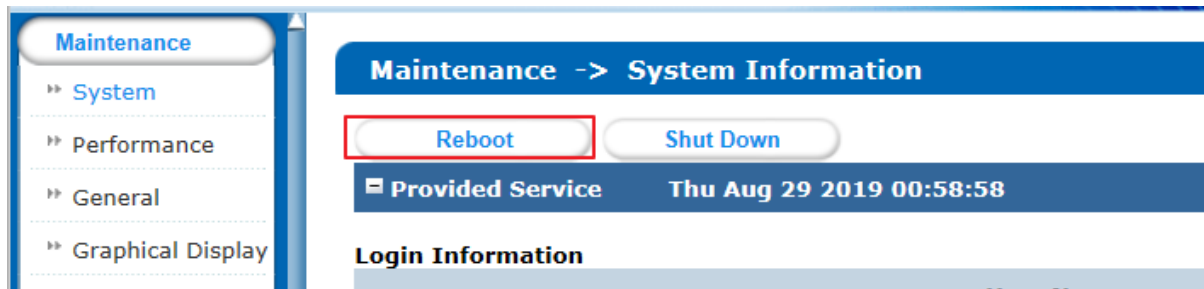 Maintenance
System
Performance
General
Graphical Display
Maintenance -> System Information
Reboot
Shut Down
Provided Service Thu Aug 29 2019 00:58:58
Login Information